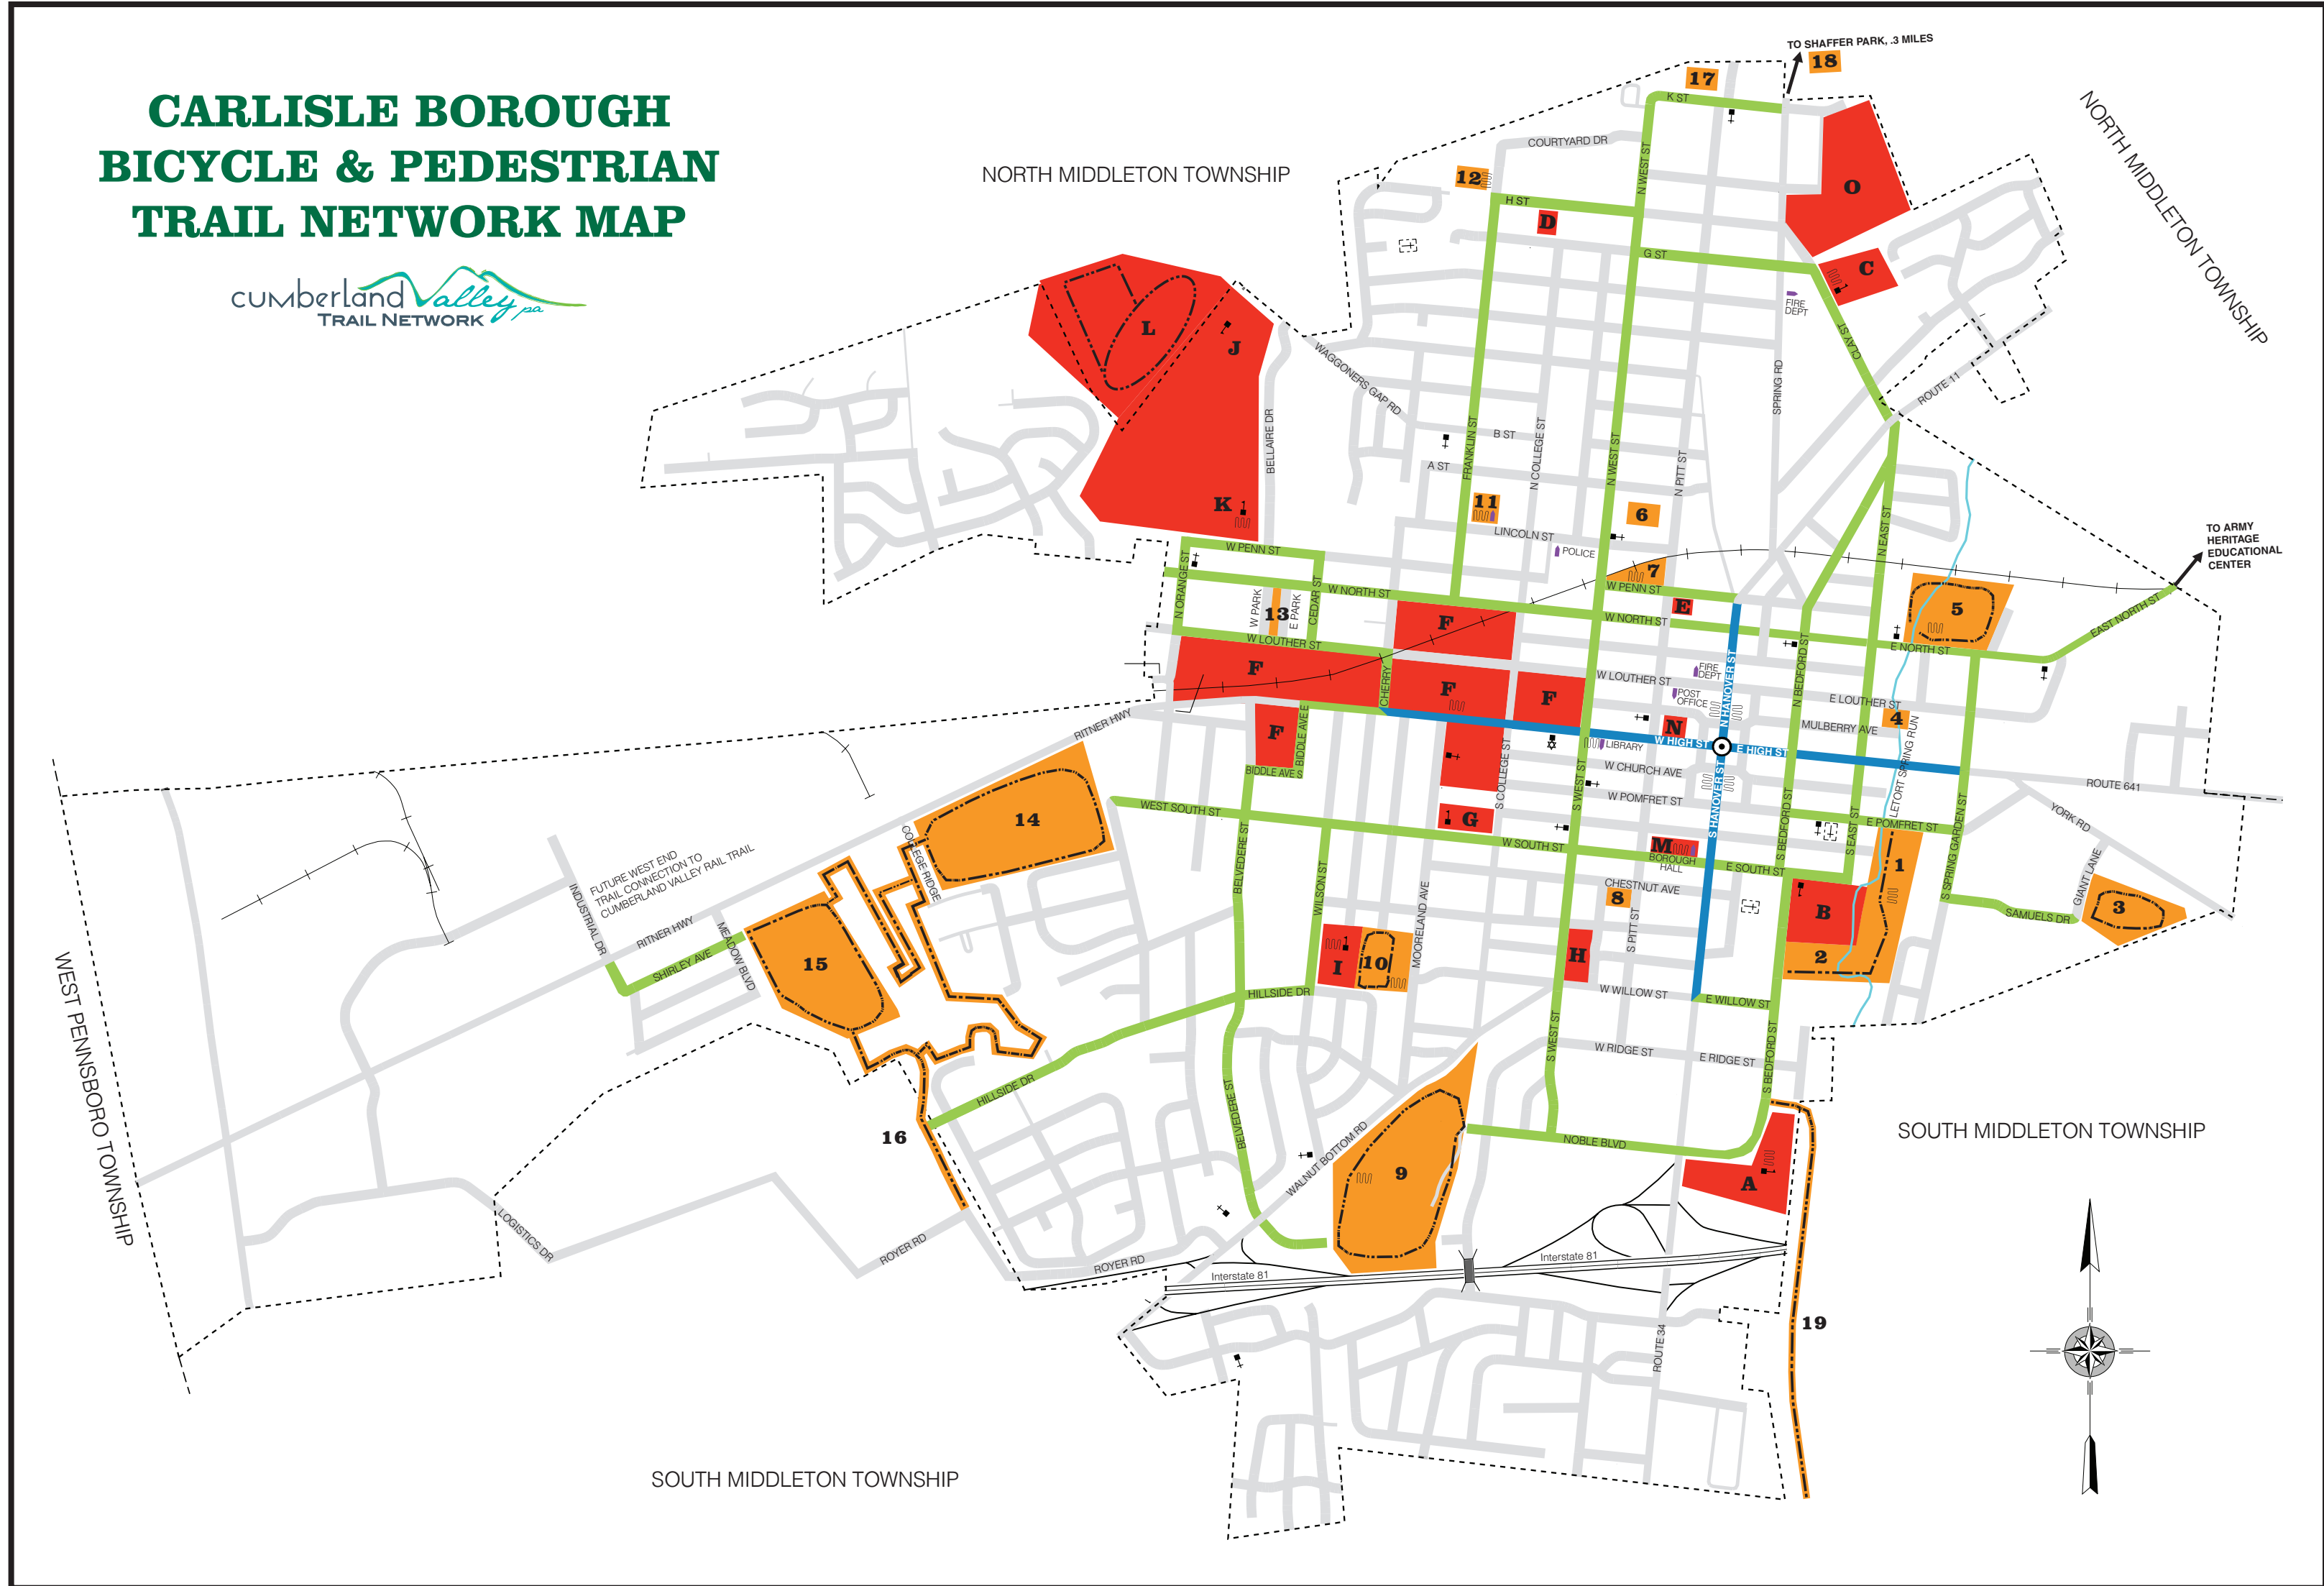 CARLISLE BOROUGH
BICYCLE & PEDESTRIAN
TRAIL NETWORK MAP
cumberland Valley pa
TRAIL NETWORK
TO SHAFFER PARK, .3 MILES
18
17
K ST
NORTH MIDDLETON TOWNSHIP
NORTH MIDDLETON TOWNSHIP
COURTYARD DR
N WEST ST
12
H ST
D
O
G ST
C
FIRE
DEPT
CLAY ST
L
J
WAGGONERS GAP RD
SPRING RD
ROUTE 11
BELLAIRE DR
FRANKLIN ST
B ST
N COLLEGE ST
N WEST ST
N PITT ST
A ST
K
1
11
6
LINCOLN ST
POLICE
N EAST ST
TO ARMY
HERITAGE
EDUCATIONAL
CENTER
W PENN ST
N ORANGE ST
W PARK
13
E PARK
CEDAR ST
W NORTH ST
7
W PENN ST
E
W NORTH ST
5
EAST NORTH ST
E NORTH ST
W LOUTHER ST
F
F
F
F
F
CHERRY
W LOUTHER ST
FIRE
DEPT
POST
OFFICE
N HANOVER ST
N BEDFORD ST
E LOUTHER ST
MULBERRY AVE
4
LETORT SPRING RUN
N
LIBRARY
W HIGH ST
E HIGH ST
RITNER HWY
BIDDLE AVE E
BIDDLE AVE S
W CHURCH AVE
ROUTE 641
S COLLEGE ST
S WEST ST
W POMFRET ST
S HANOVER ST
S BEDFORD ST
E POMFRET ST
S EAST ST
S SPRING GARDEN ST
YORK RD
WEST SOUTH ST
G
1
W SOUTH ST
M
BOROUGH
HALL
E SOUTH ST
1
GIANT LANE
14
COLLEGE RIDGE
FUTURE WEST END
TRAIL CONNECTION TO
CUMBERLAND VALLEY RAIL TRAIL
INDUSTRIAL DR
RITNER HWY
MEADOW BLVD
SHIRLEY AVE
15
BELVEDERE ST
WILSON ST
MOORELAND AVE
CHESTNUT AVE
8
S PITT ST
B
1
2
3
SAMUELS DR
I
1
10
H
HILLSIDE DR
W WILLOW ST
E WILLOW ST
WEST PENNSBORO TOWNSHIP
S WEST ST
W RIDGE ST
E RIDGE ST
S BEDFORD ST
HILLSIDE DR
16
BELVEDERE ST
WALNUT BOTTOM RD
9
NOBLE BLVD
A
1
SOUTH MIDDLETON TOWNSHIP
LOGISTICS DR
ROYER RD
ROYER RD
Interstate 81
Interstate 81
19
ROUTE 34
SOUTH MIDDLETON TOWNSHIP